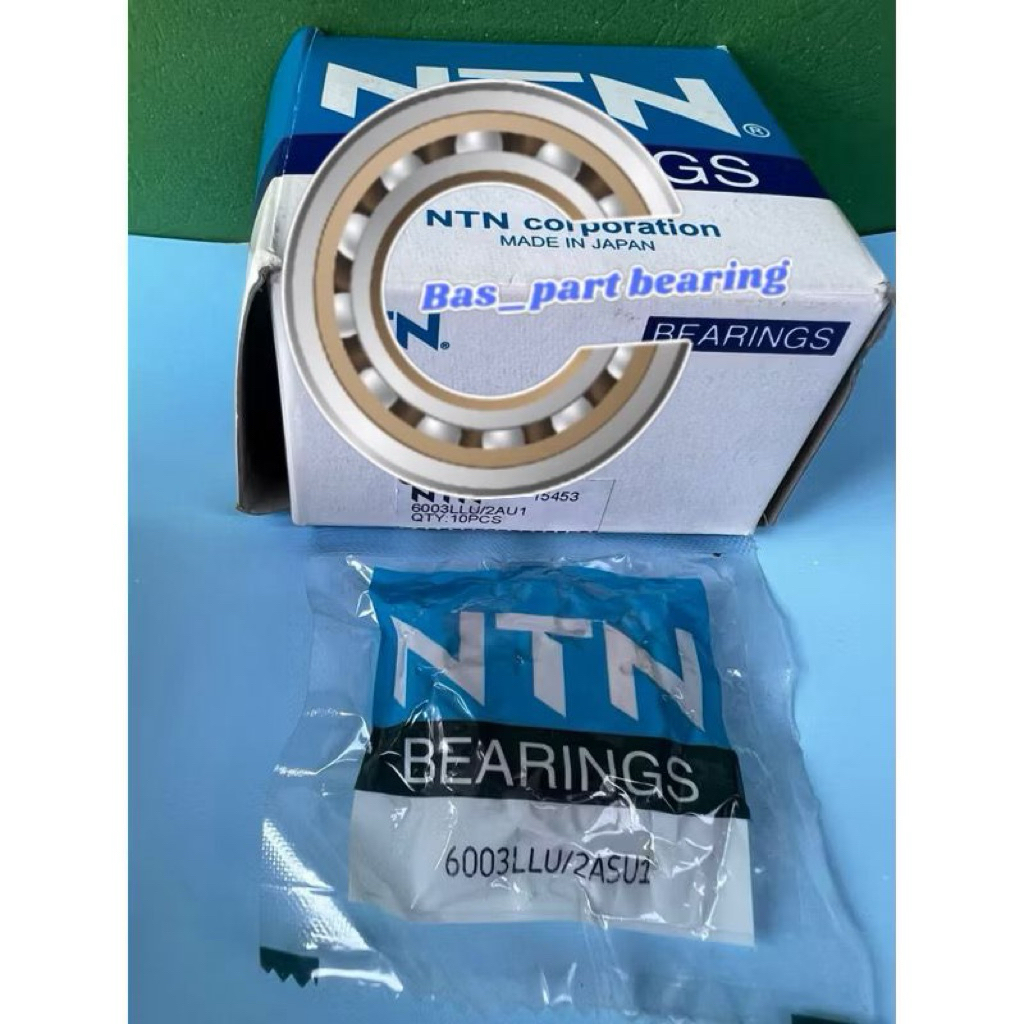 NTN®
GS
NTN corporation
MADE IN JAPAN
Bas_part bearing
N®
BEARINGS
NTN 15453
6003LLU/2AU1
QTY:10PCS
NTN
BEARINGS
6003LLU/2ASU1